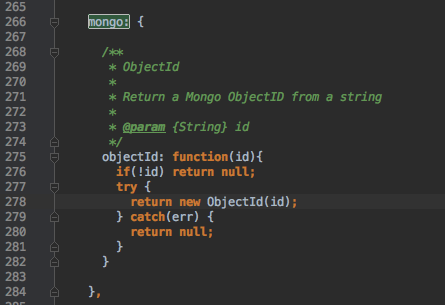 265
266 mongo: {
267
268 /**
269 * ObjectId
270 *
271 * Return a Mongo ObjectID from a string
272 *
273 * @param {String} id
274 */
275 objectId: function(id){
276 if(!id) return null;
277 try {
278 return new ObjectId(id);
279 } catch(err) {
280 return null;
281 }
282 }
283
284 },